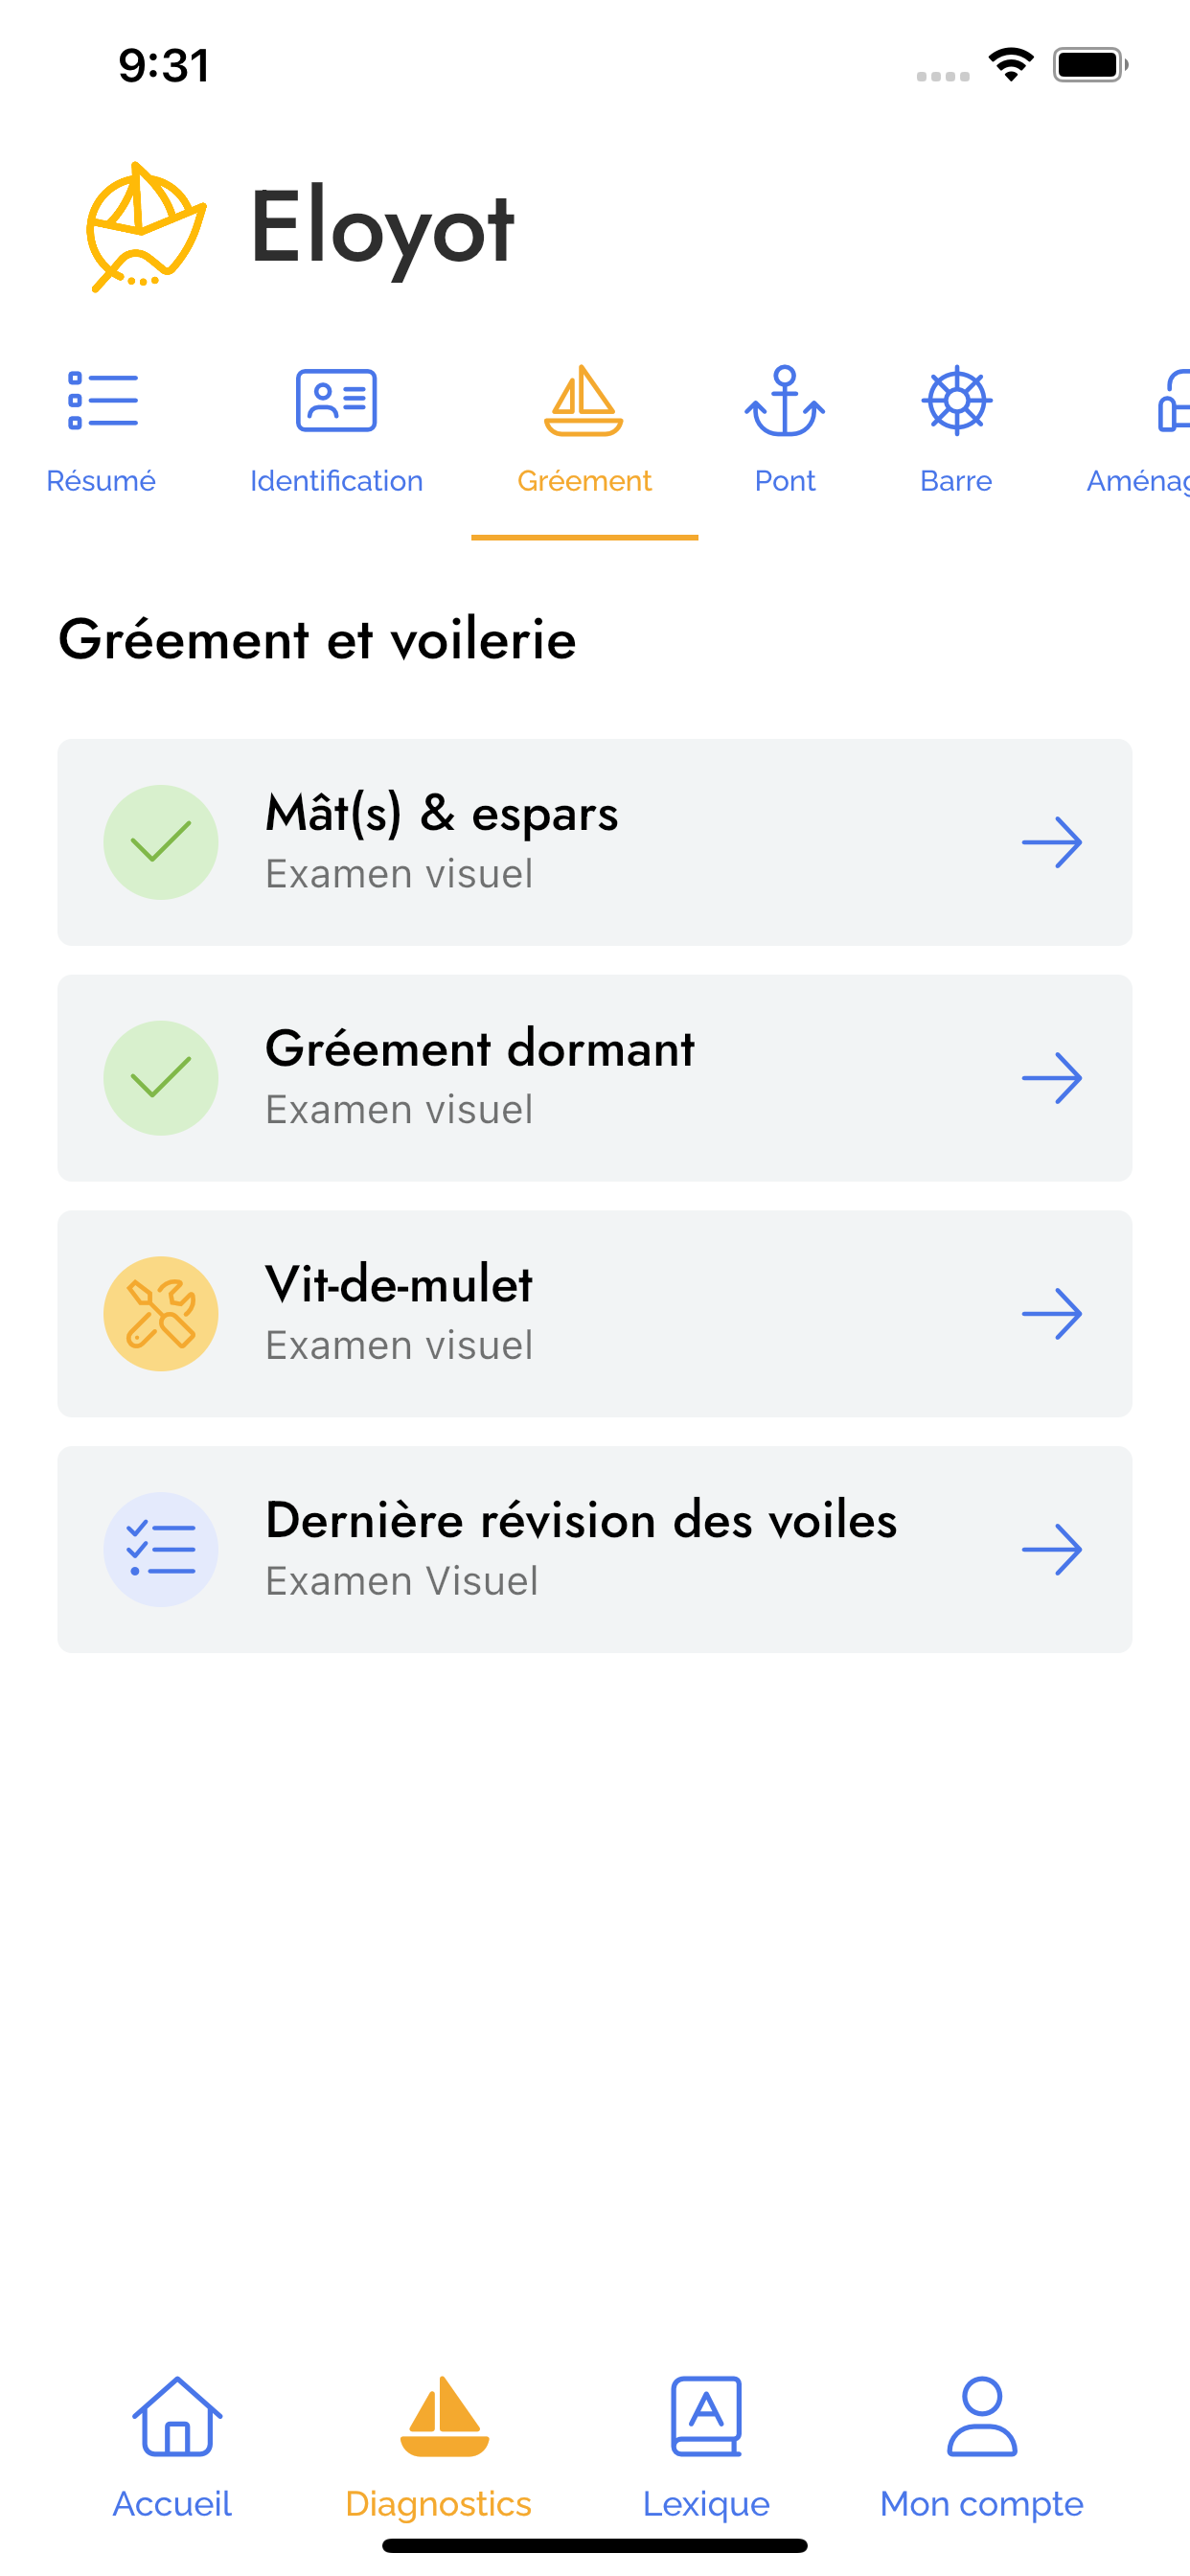 9:31
Eloyot
Résumé
Identification
Gréement
Pont
Barre
Aménag
Gréement et voilerie
Mât(s) & espars
Examen visuel
Gréement dormant
Examen visuel
Vit-de-mulet
Examen visuel
Dernière révision des voiles
Examen Visuel
A
Accueil
Diagnostics
Lexique
Mon compte